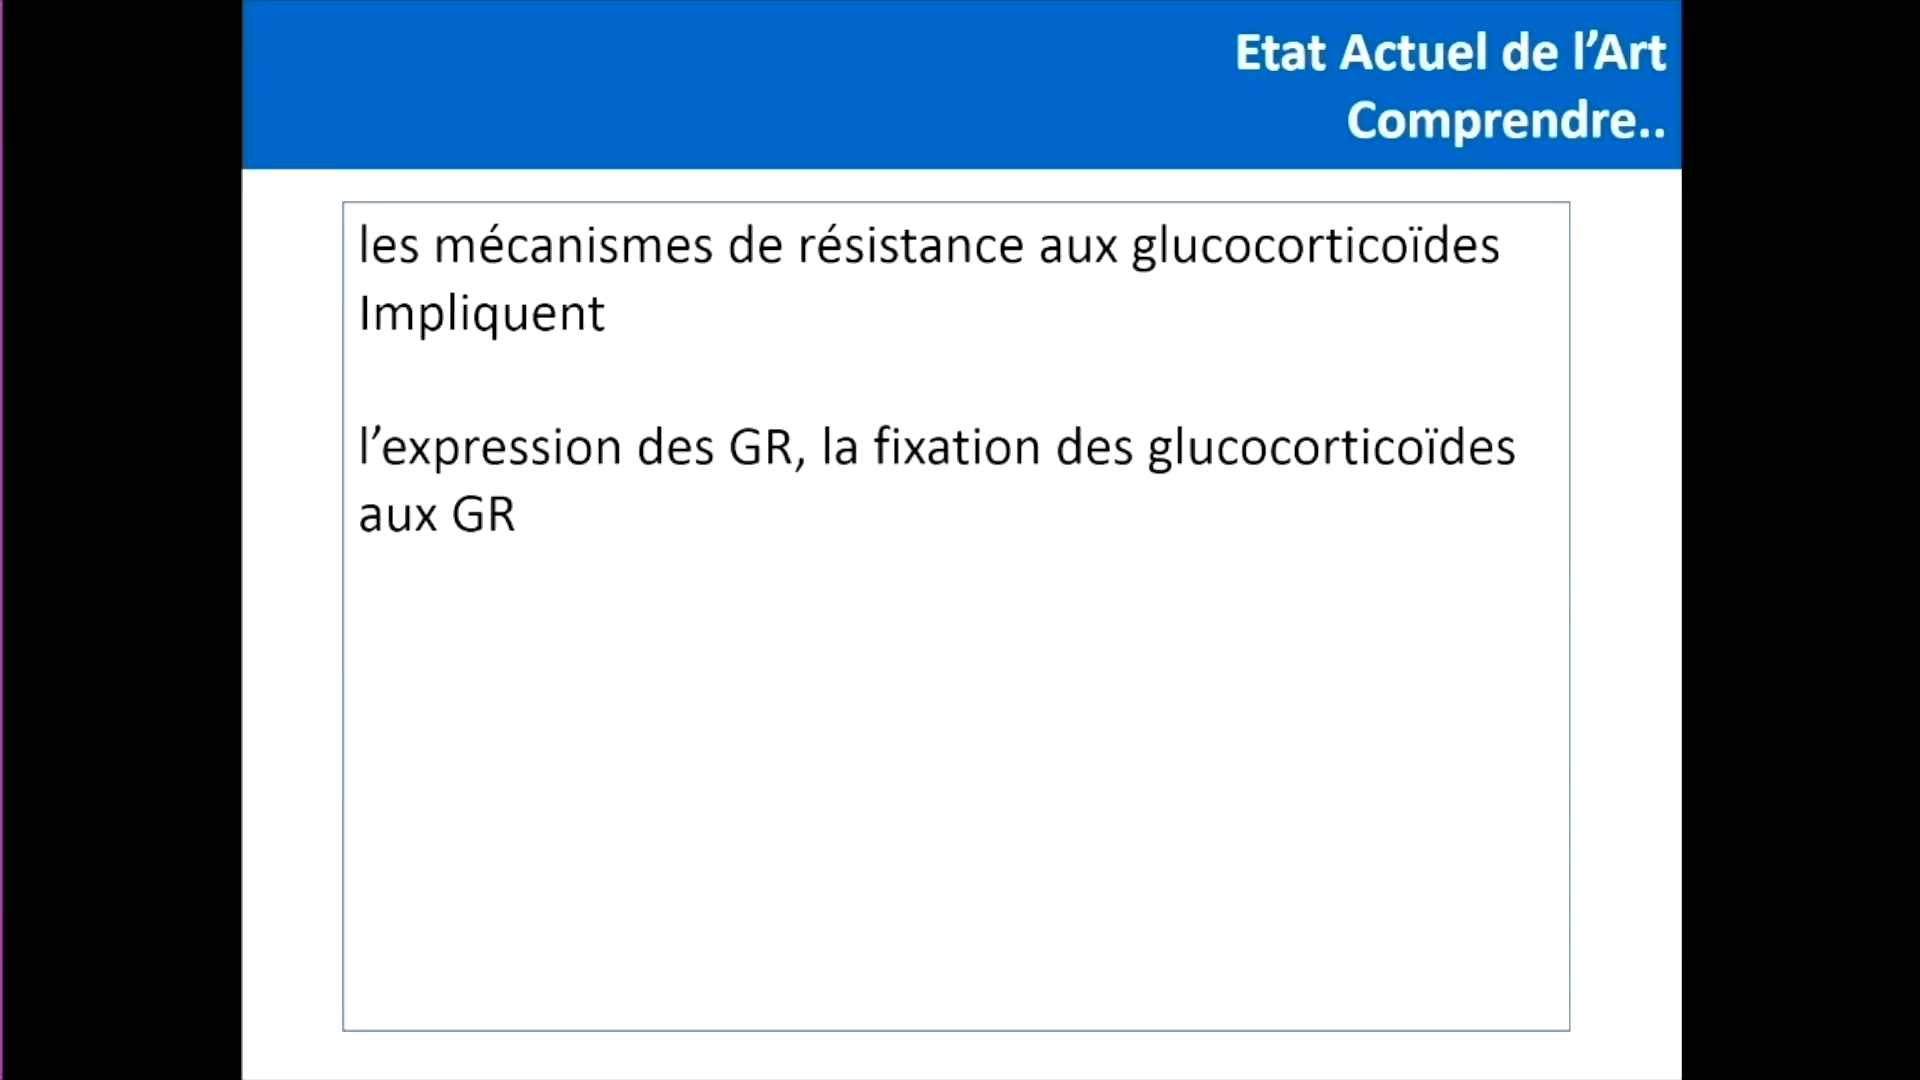 Etat Actuel de l’Art
Comprendre..
les mécanismes de résistance aux glucocorticoïdes
Impliquent
l’expression des GR, la fixation des glucocorticoïdes
aux GR